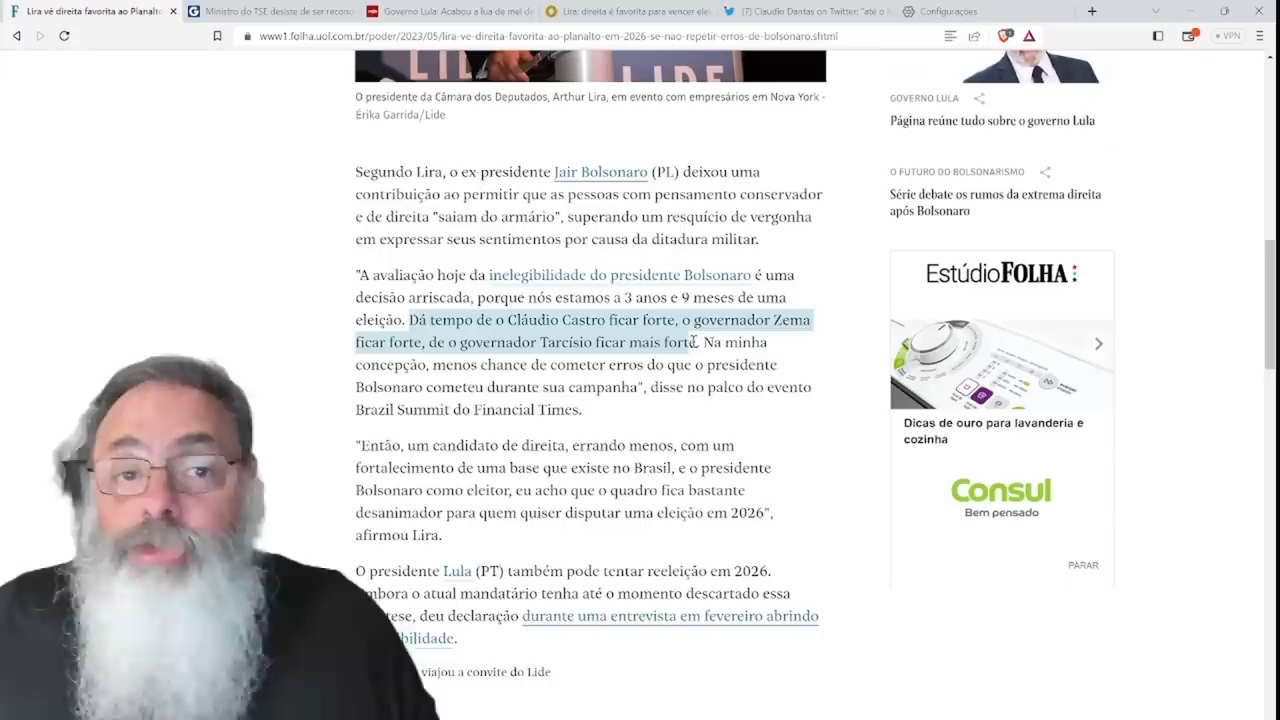 Lira vê direita favorita ao Planalto
Ministro do TSE desiste de ser recond
Governo Lula: Acabou a lua de mel de
Lira: direita é favorita para vencer elei
(7) Claudio Dantas on Twitter: "até o l
Configurações
www1.folha.uol.com.br/poder/2023/05/lira-ve-direita-favorita-ao-planalto-em-2026-se-nao-repetir-erros-de-bolsonaro.shtml
VPN
LIDE
O presidente da Câmara dos Deputados, Arthur Lira, em evento com empresários em Nova York -
Érika Garrida/Lide
Segundo Lira, o ex-presidente Jair Bolsonaro (PL) deixou uma
contribuição ao permitir que as pessoas com pensamento conservador
e de direita "saiam do armário", superando um resquício de vergonha
em expressar seus sentimentos por causa da ditadura militar.
"A avaliação hoje da inelegibilidade do presidente Bolsonaro é uma
decisão arriscada, porque nós estamos a 3 anos e 9 meses de uma
eleição. Dá tempo de o Cláudio Castro ficar forte, o governador Zema
ficar forte, de o governador Tarcísio ficar mais forte. Na minha
concepção, menos chance de cometer erros do que o presidente
Bolsonaro cometeu durante sua campanha", disse no palco do evento
Brazil Summit do Financial Times.
"Então, um candidato de direita, errando menos, com um
fortalecimento de uma base que existe no Brasil, e o presidente
Bolsonaro como eleitor, eu acho que o quadro fica bastante
desanimador para quem quiser disputar uma eleição em 2026",
afirmou Lira.
O presidente Lula (PT) também pode tentar reeleição em 2026.
mbora o atual mandatário tenha até o momento descartado essa
tese, deu declaração durante uma entrevista em fevereiro abrindo
bilidade.
viajou a convite do Lide
GOVERNO LULA
Página reúne tudo sobre o governo Lula
O FUTURO DO BOLSONARISMO
Série debate os rumos da extrema direita
após Bolsonaro
EstúdioFOLHA
Dicas de ouro para lavanderia e
cozinha
Consul
Bem pensado
PARAR